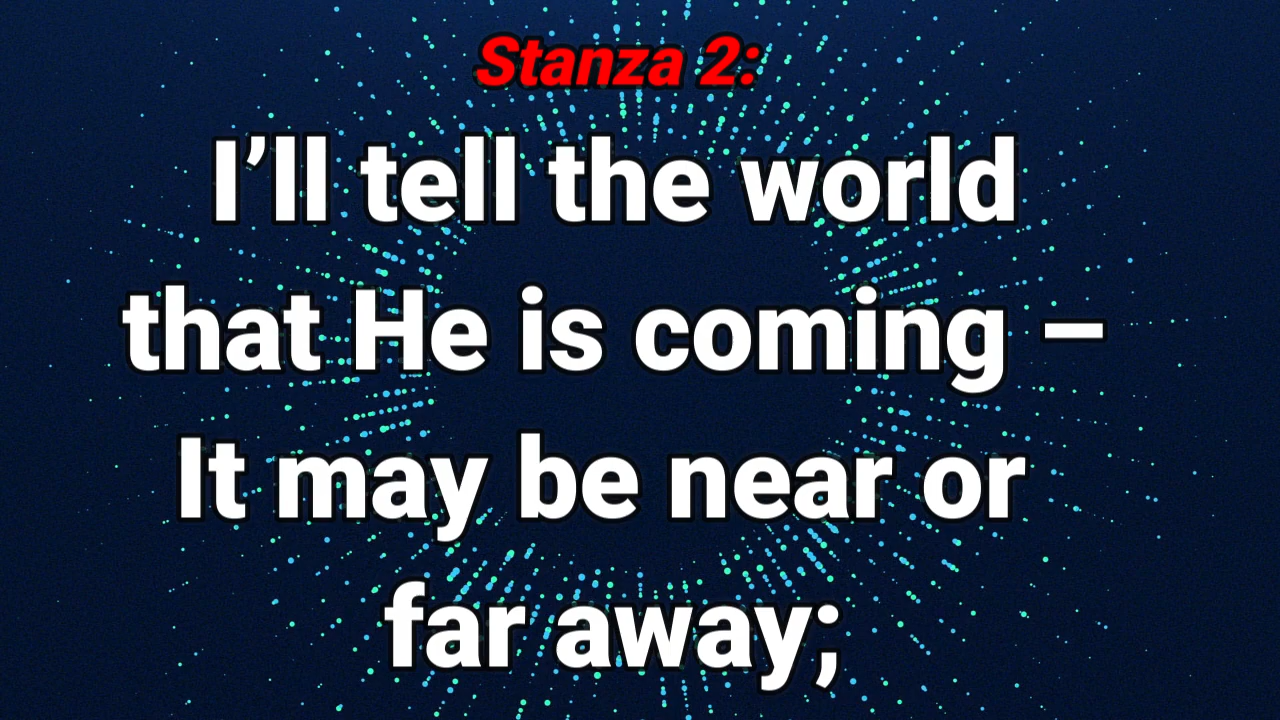 Stanza 2:
I’ll tell the world
that He is coming –
It may be near or
far away;